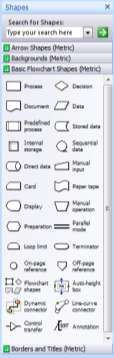 Shapes
Search for Shapes:
Type your search here
Arrow Shapes (Metric)
Backgrounds (Metric)
Basic Flowchart Shapes (Metric)
Process
Decision
Document
Data
Predefined process
Stored data
Internal storage
Sequential data
Direct data
Manual input
Card
Paper tape
Display
Manual operation
Preparation
Parallel mode
Loop limit
Terminator
On-page reference
Off-page reference
Flowchart shapes
Auto-height box
Dynamic connector
Line-curve connector
Control transfer
Annotation
Borders and Titles (Metric)